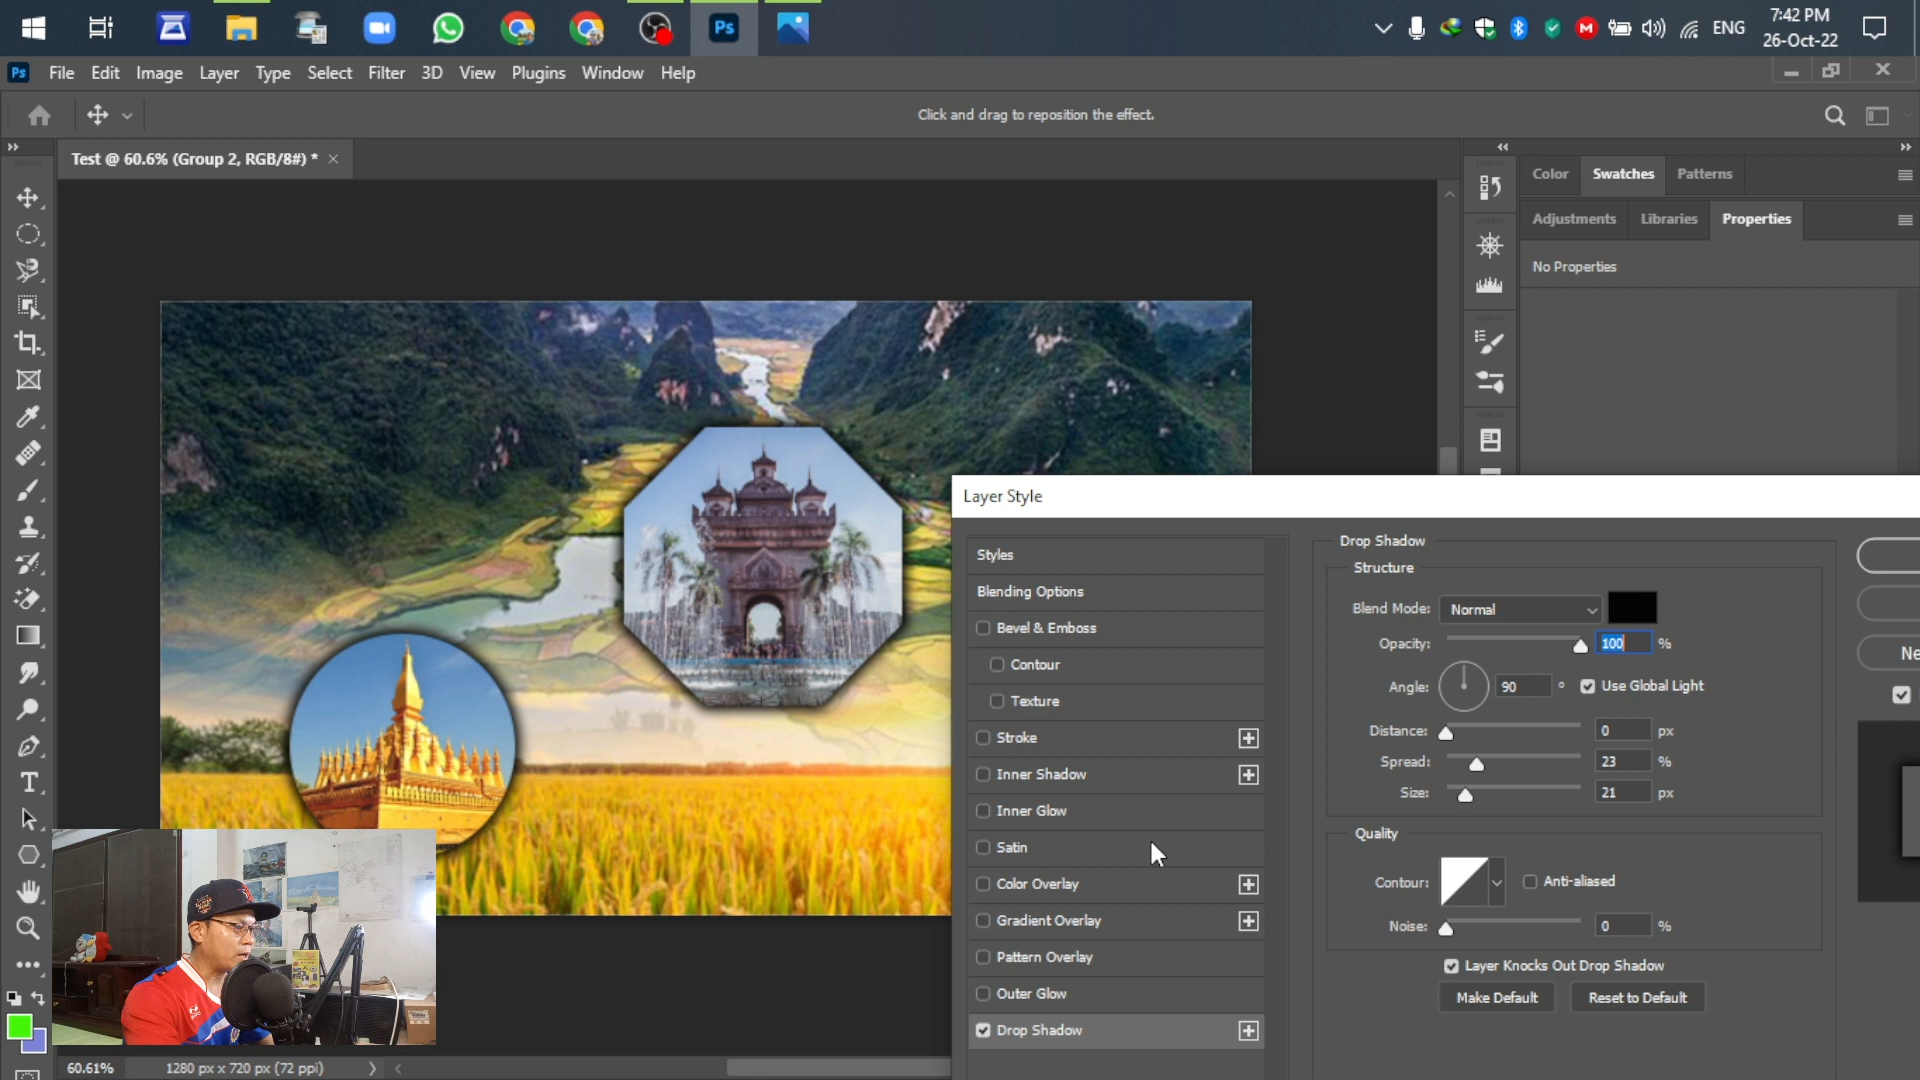 Ps
7:42 PM
ENG
26-Oct-22
Ps File Edit Image Layer Type Select Filter 3D View Plugins Window Help
Click and drag to reposition the effect.
Test @ 60.6% (Group 2, RGB/8#) *
Color Swatches Patterns
Adjustments Libraries Properties
No Properties
Layer Style
Styles
Blending Options
Bevel & Emboss
Contour
Texture
Stroke
Inner Shadow
Inner Glow
Satin
Color Overlay
Gradient Overlay
Pattern Overlay
Outer Glow
Drop Shadow
Drop Shadow
Structure
Blend Mode: Normal
Opacity: 100 %
Angle: 90 ° Use Global Light
Distance: 0 px
Spread: 23 %
Size: 21 px
Quality
Contour: Anti-aliased
Noise: 0 %
Layer Knocks Out Drop Shadow
Make Default Reset to Default
Ne
60.61% 1280 px x 720 px (72 ppi)